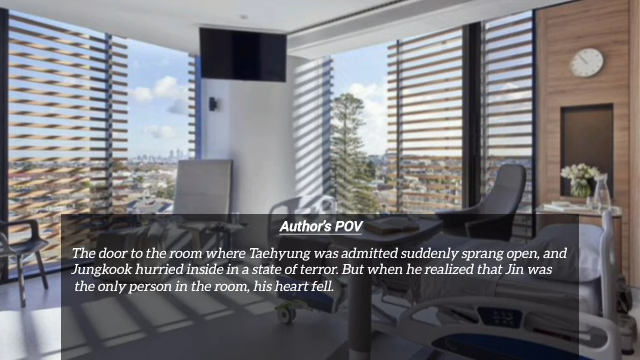 Author's POV
The door to the room where Taehyung was admitted suddenly sprang open, and
Jungkook hurried inside in a state of terror. But when he realized that Jin was
the only person in the room, his heart fell.